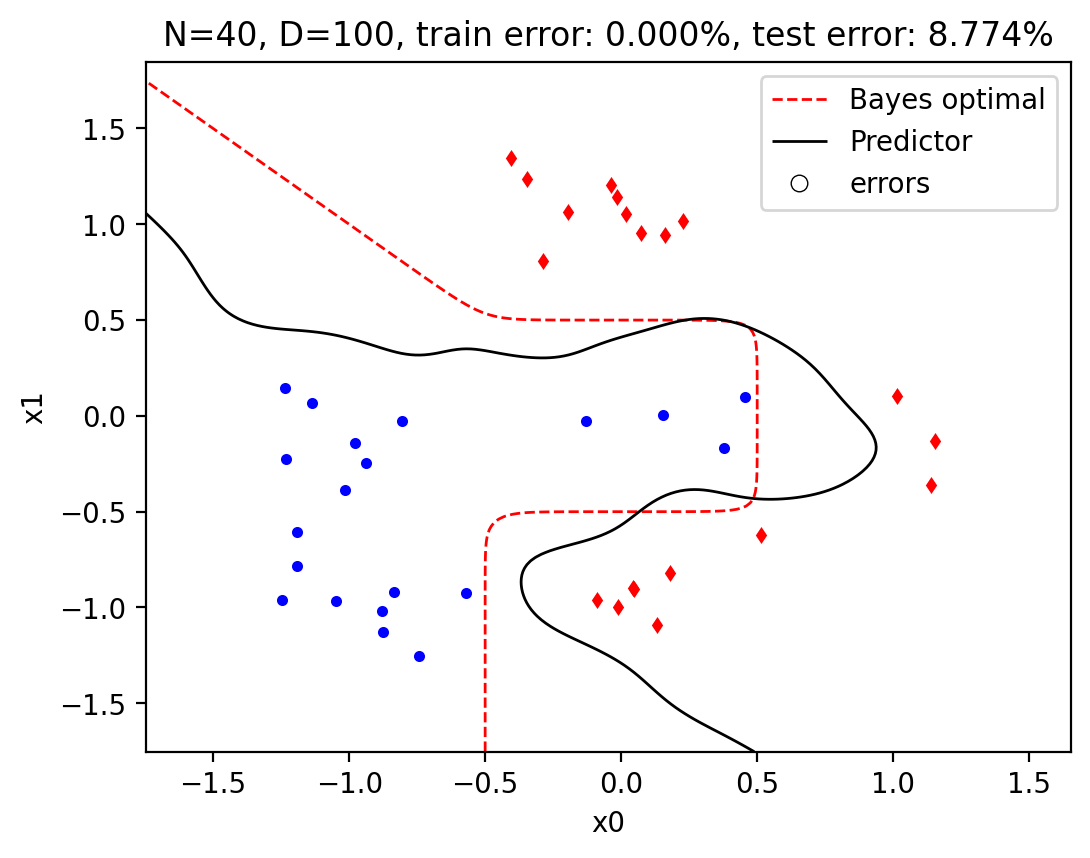 N=40, D=100, train error: 0.000%, test error: 8.774%
Bayes optimal
Predictor
errors
1.5
1.0
0.5
0.0
−0.5
−1.0
−1.5
x1
−1.5 −1.0 −0.5 0.0 0.5 1.0 1.5
x0